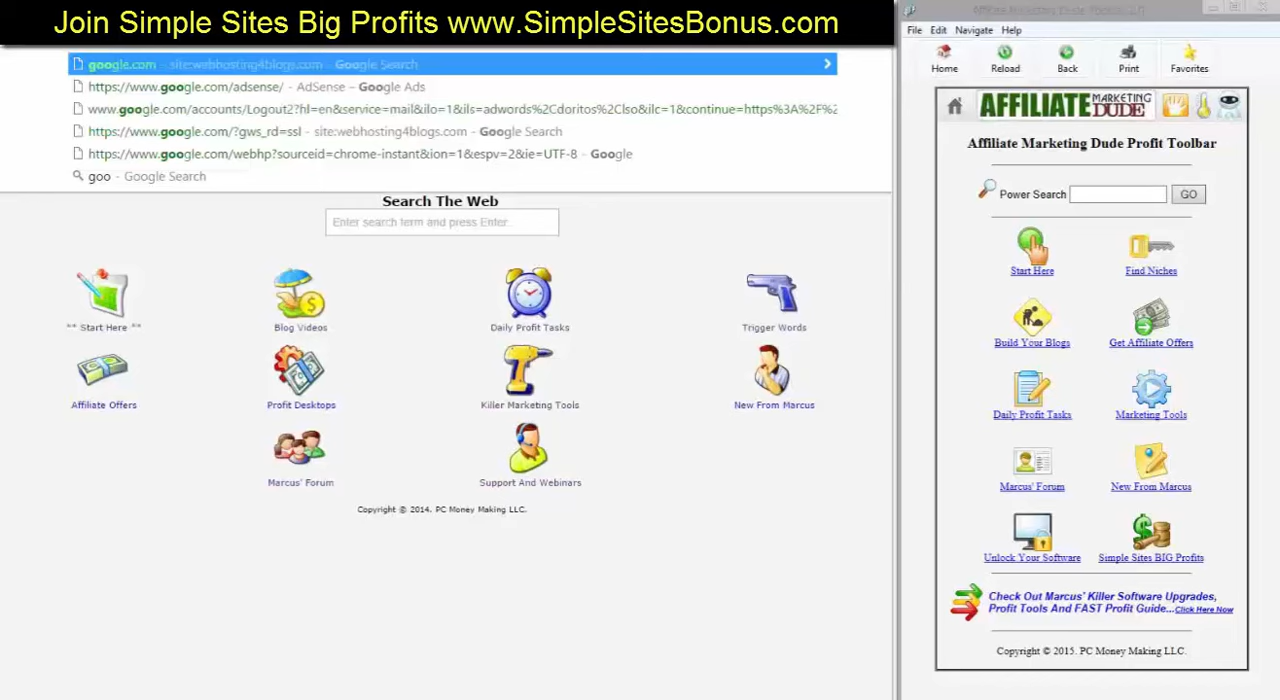 Join Simple Sites Big Profits www.SimpleSitesBonus.com
google.com - site:webhosting4blogs.com - Google Search
https://www.google.com/adsense/ - AdSense – Google Ads
www.google.com/accounts/Logout2?hl=en&service=mail&ilo=1&ils=adwords%2Cdoritos%2Clso&ilc=1&continue=https%3A%2F%2
https://www.google.com/?gws_rd=ssl - site:webhosting4blogs.com - Google Search
https://www.google.com/webhp?sourceid=chrome-instant&ion=1&espv=2&ie=UTF-8 - Google
goo - Google Search
Search The Web
Enter search term and press Enter
** Start Here **
Blog Videos
Daily Profit Tasks
Trigger Words
Affiliate Offers
Profit Desktops
Killer Marketing Tools
New From Marcus
Marcus' Forum
Support And Webinars
Copyright © 2014. PC Money Making LLC.
File Edit Navigate Help
Home Reload Back Print Favorites
AFFILIATE MARKETING DUDE
Affiliate Marketing Dude Profit Toolbar
Power Search GO
Start Here
Find Niches
Build Your Blogs
Get Affiliate Offers
Daily Profit Tasks
Marketing Tools
Marcus' Forum
New From Marcus
Unlock Your Software
Simple Sites BIG Profits
Check Out Marcus' Killer Software Upgrades,
Profit Tools And FAST Profit Guide...Click Here Now
Copyright © 2015. PC Money Making LLC.